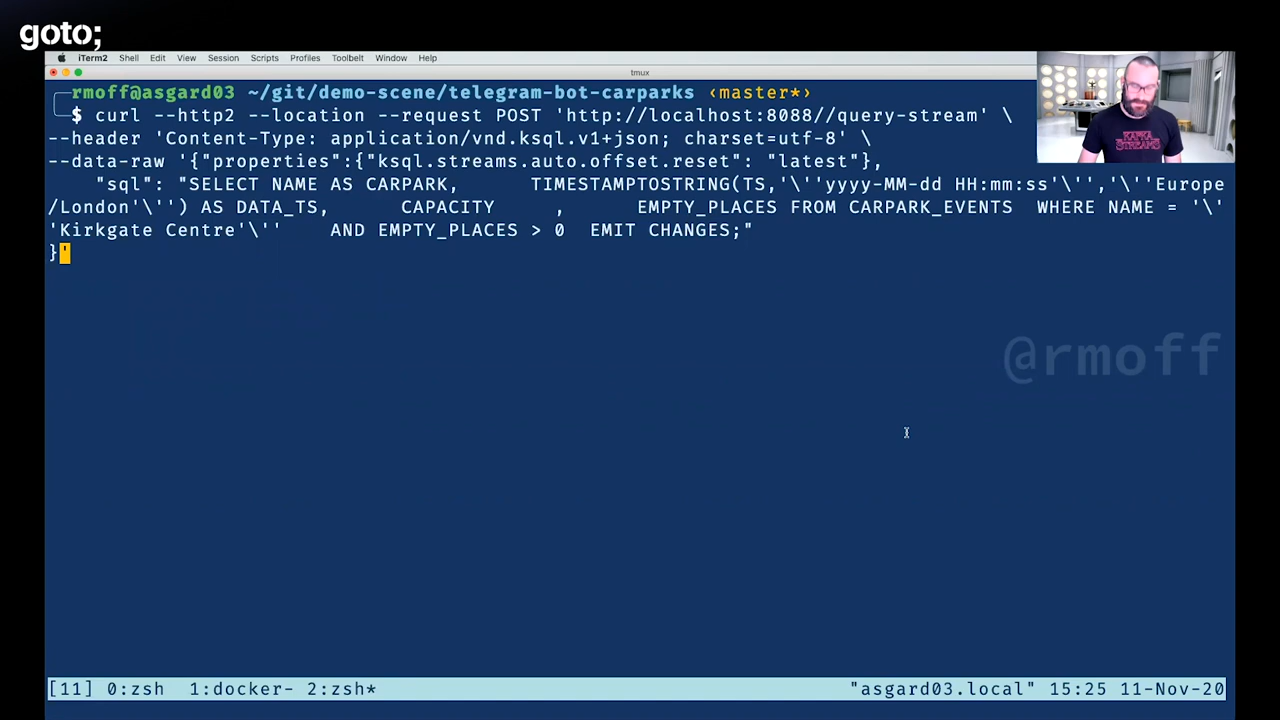 goto;
iTerm2 Shell Edit View Session Scripts Profiles Toolbelt Window Help
tmux
rmoff@asgard03 ~/git/demo-scene/telegram-bot-carparks ‹master*›
$ curl --http2 --location --request POST 'http://localhost:8088//query-stream' \
--header 'Content-Type: application/vnd.ksql.v1+json; charset=utf-8' \
--data-raw '{"properties":{"ksql.streams.auto.offset.reset": "latest"},
"sql": "SELECT NAME AS CARPARK,      TIMESTAMPTOSTRING(TS,'\''yyyy-MM-dd HH:mm:ss'\'','\''Europe
/London'\'') AS DATA_TS,      CAPACITY     ,      EMPTY_PLACES FROM CARPARK_EVENTS  WHERE NAME = '\'
'Kirkgate Centre'\''    AND EMPTY_PLACES > 0  EMIT CHANGES;"
}'
KAFKA
STREAMS
@rmoff
[11] 0:zsh  1:docker- 2:zsh*
"asgard03.local" 15:25 11-Nov-20